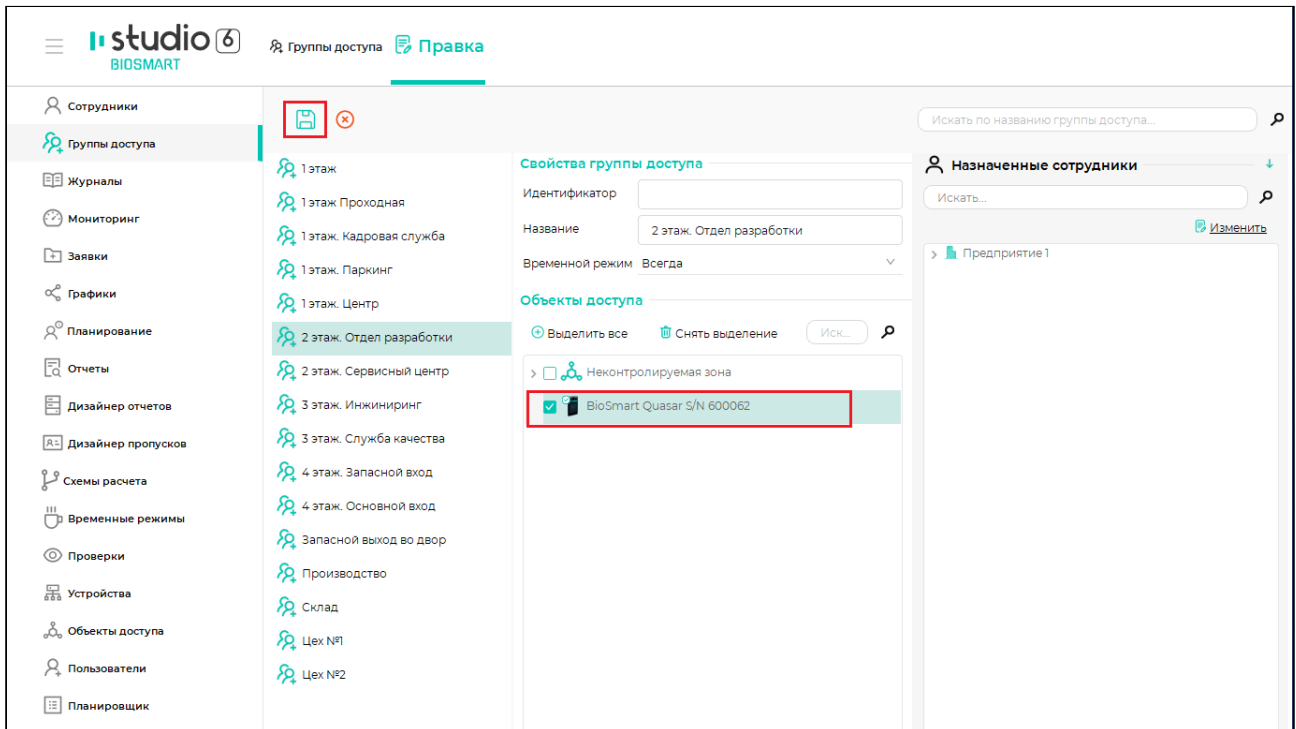 studio 6
BIOSMART
Группы доступа
Правка
Сотрудники
Группы доступа
Журналы
Мониторинг
Заявки
Графики
Планирование
Отчеты
Дизайнер отчетов
Дизайнер пропусков
Схемы расчета
Временные режимы
Проверки
Устройства
Объекты доступа
Пользователи
Планировщик
Искать по названию группы доступа...
1 этаж
1 этаж Проходная
1 этаж. Кадровая служба
1 этаж. Паркинг
1 этаж. Центр
2 этаж. Отдел разработки
2 этаж. Сервисный центр
3 этаж. Инжиниринг
3 этаж. Служба качества
4 этаж. Запасной вход
4 этаж. Основной вход
Запасной выход во двор
Производство
Склад
Цех №1
Цех №2
Свойства группы доступа
Идентификатор
Название 2 этаж. Отдел разработки
Временной режим Всегда
Объекты доступа
Выделить все Снять выделение Иск...
Неконтролируемая зона
BioSmart Quasar S/N 600062
Назначенные сотрудники
Искать...
Изменить
Предприятие 1